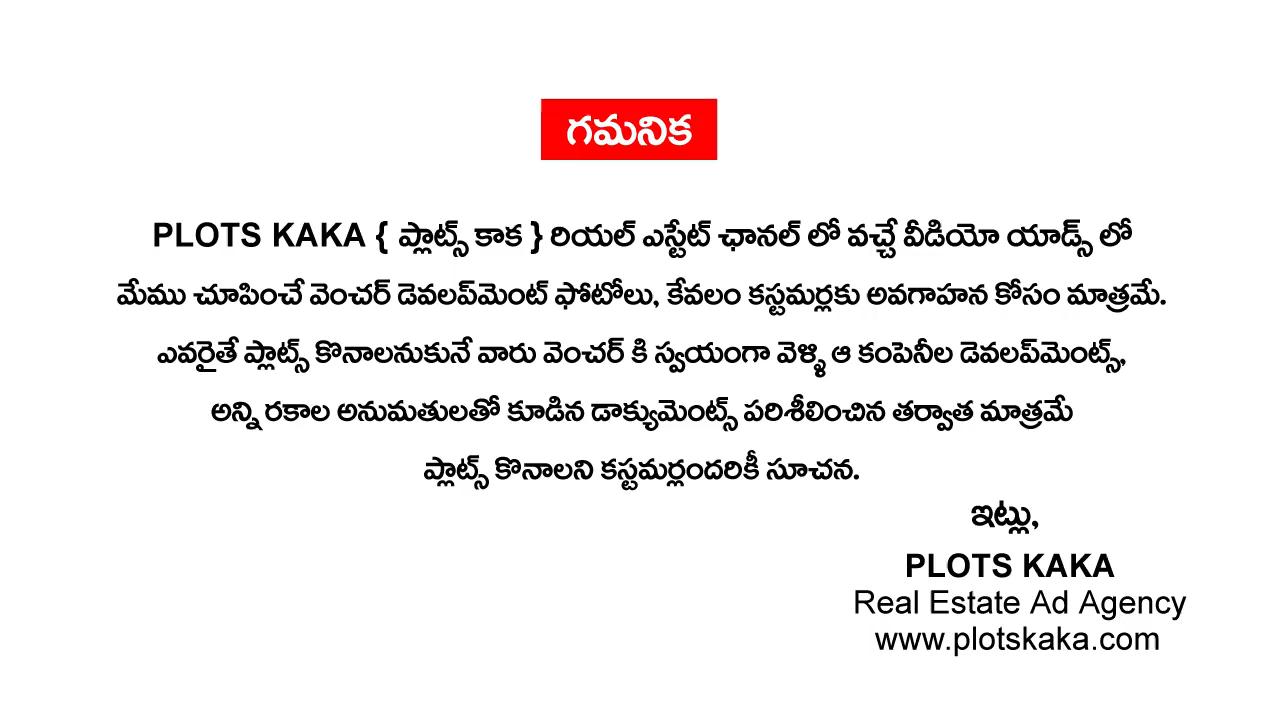 గమనిక
PLOTS KAKA { ప్లాట్స్ కాక } రియల్ ఎస్టేట్ ఛానల్ లో వచ్చే వీడియో యాడ్స్ లో
మేము చూపించే వెంచర్ డెవలప్‌మెంట్ ఫోటోలు, కేవలం కస్టమర్లకు అవగాహన కోసం మాత్రమే.
ఎవరైతే ప్లాట్స్ కొనాలనుకునే వారు వెంచర్ కి స్వయంగా వెళ్ళి ఆ కంపెనీల డెవలప్‌మెంట్స్,
అన్ని రకాల అనుమతులతో కూడిన డాక్యుమెంట్స్ పరిశీలించిన తర్వాత మాత్రమే
ప్లాట్స్ కొనాలని కస్టమర్లందరికీ సూచన.
ఇట్లు,
PLOTS KAKA
Real Estate Ad Agency
www.plotskaka.com